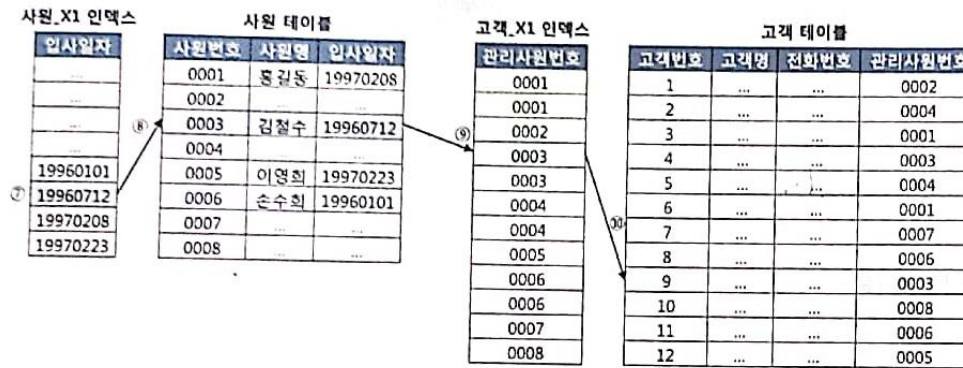 사원_X1 인덱스
입사일자
...
...
...
...
19960101
⑦ 19960712
19970208
19970223
사원 테이블
사원번호 사원명 입사일자
0001 홍길동 19970208
0002 ... ...
⑧ 0003 김철수 19960712
0004 ... ...
0005 이영희 19970223
0006 손수희 19960101
0007 ... ...
0008 ... ...
고객_X1 인덱스
관리사원번호
0001
0001
0002
⑨ 0003
0003
0004
0004
0005
0006
0006
0007
0008
고객 테이블
고객번호 고객명 전화번호 관리사원번호
1 ... ... 0002
2 ... ... 0004
3 ... ... 0001
4 ... ... 0003
5 ... ... 0004
6 ... ... 0001
⑩ 7 ... ... 0007
8 ... ... 0006
9 ... ... 0003
10 ... ... 0008
11 ... ... 0006
12 ... ... 0005